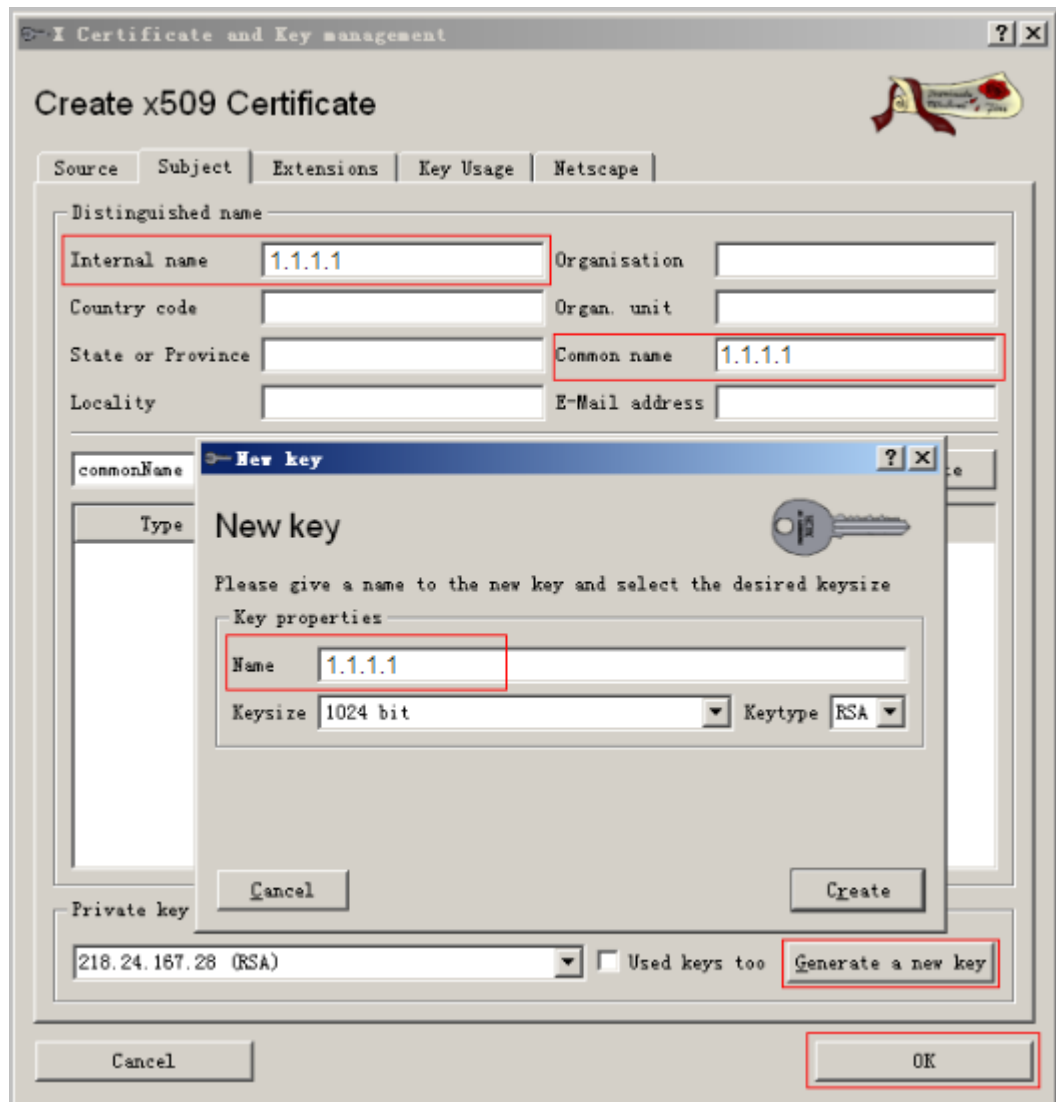 X Certificate and Key management
Create x509 Certificate
Source Subject Extensions Key Usage Netscape
Distinguished name
Internal name 1.1.1.1 Organisation
Country code Organ. unit
State or Province Common name 1.1.1.1
Locality E-Mail address
commonName
Type
New key
New key
Please give a name to the new key and select the desired keysize
Key properties
Name 1.1.1.1
Keysize 1024 bit Keytype RSA
Cancel Create
Private key
218.24.167.28 (RSA) Used keys too Generate a new key
Cancel OK